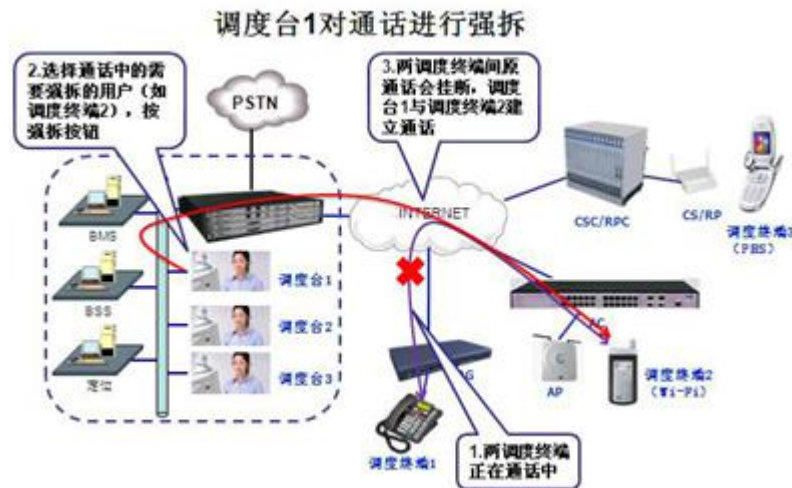 调度台1对通话进行强拆
2.选择通话中的需
要强拆的用户（如
调度终端2），按
强拆按钮
PSTN
3.两调度终端间原
通话会挂断，调度
台1与调度终端2建
立通话
INTERNET
CSC/RPC
CS/RP
调度终端3
（PHS）
BMS
调度台1
BSS
调度台2
定位
调度台3
AG
AC
AP
调度终端2
（Wi-Fi）
调度终端1
1.两调度终端
正在通话中